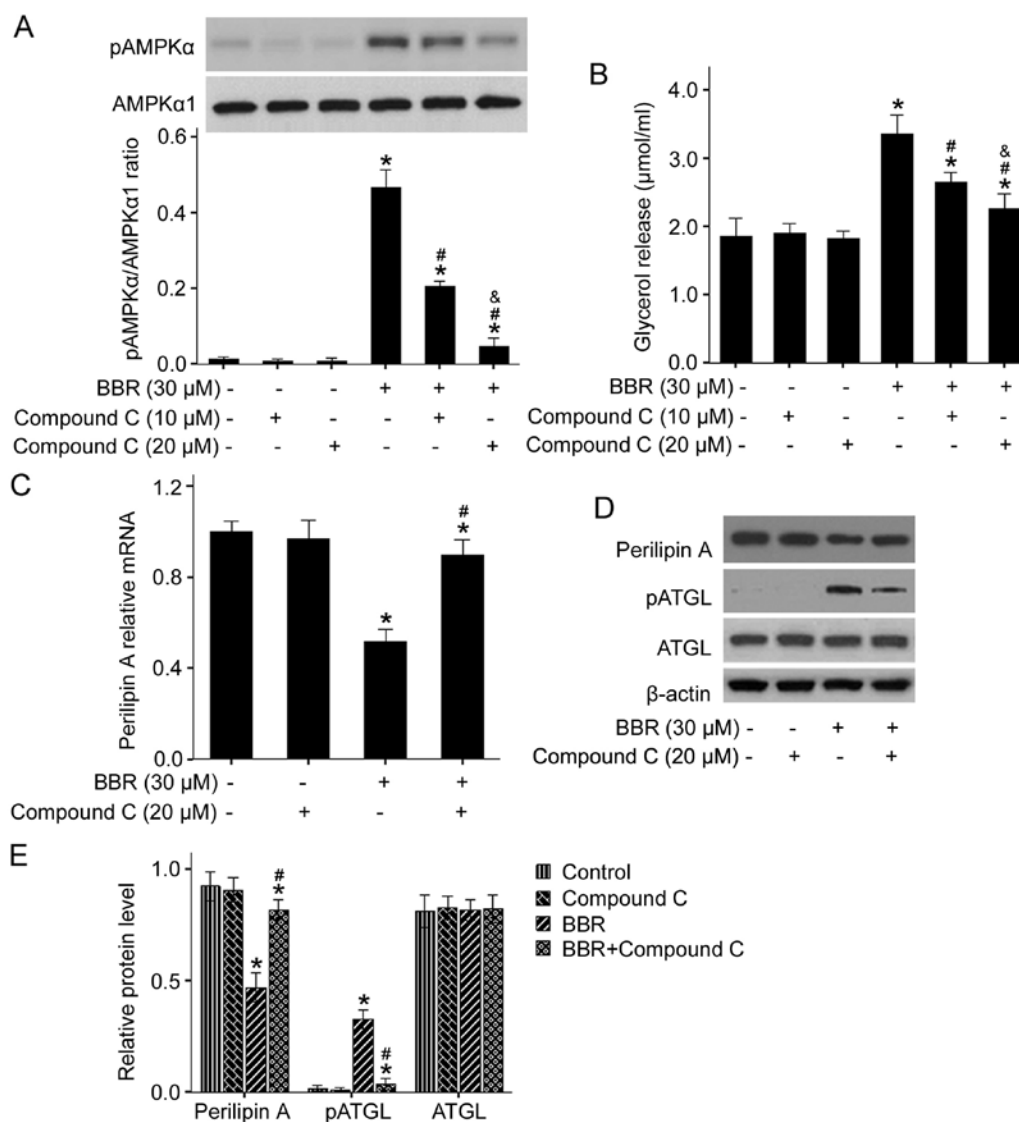 A
pAMPKα
AMPKα1
pAMPKα/AMPKα1 ratio
0.6
0.4
0.2
0.0
*
#
*
&
#
*
BBR (30 µM) - - - + + +
Compound C (10 µM) - + - - + -
Compound C (20 µM) - - + - - +
B
Glycerol release (µmol/ml)
4.0
3.0
2.0
1.0
0.0
*
#
*
&
#
*
BBR (30 µM) - - - + + +
Compound C (10 µM) - + - - + -
Compound C (20 µM) - - + - - +
C
Perilipin A relative mRNA
1.2
0.8
0.4
0.0
*
#
*
BBR (30 µM) - - + +
Compound C (20 µM) - + - +
D
Perilipin A
pATGL
ATGL
β-actin
BBR (30 µM) - - + +
Compound C (20 µM) - + - +
E
Relative protein level
1.0
0.5
0.0
*
#
*
*
#
*
Perilipin A pATGL ATGL
Control
Compound C
BBR
BBR+Compound C